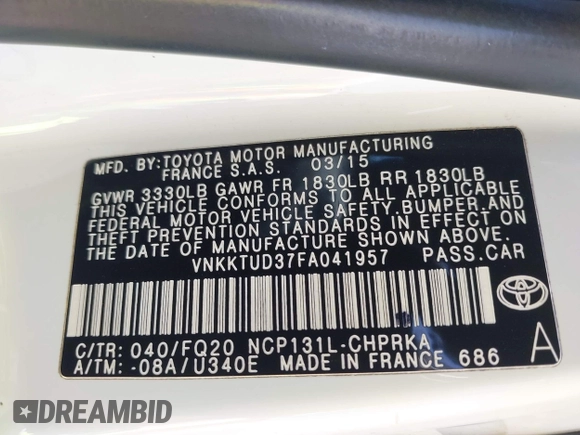 MFD. BY:TOYOTA MOTOR MANUFACTURING
FRANCE S.A.S. 03/15
GVWR 3330LB GAWR FR 1830LB RR 1830LB
THIS VEHICLE CONFORMS TO ALL APPLICABLE
FEDERAL MOTOR VEHICLE SAFETY, BUMPER, AND
THEFT PREVENTION STANDARDS IN EFFECT ON
THE DATE OF MANUFACTURE SHOWN ABOVE.
VNKKTUD37FA041957 PASS.CAR
TOYOTA
C/TR: 040/FQ20 NCP131L-CHPRKA A
A/TM: -08A/U340E MADE IN FRANCE 686
DREAMBID